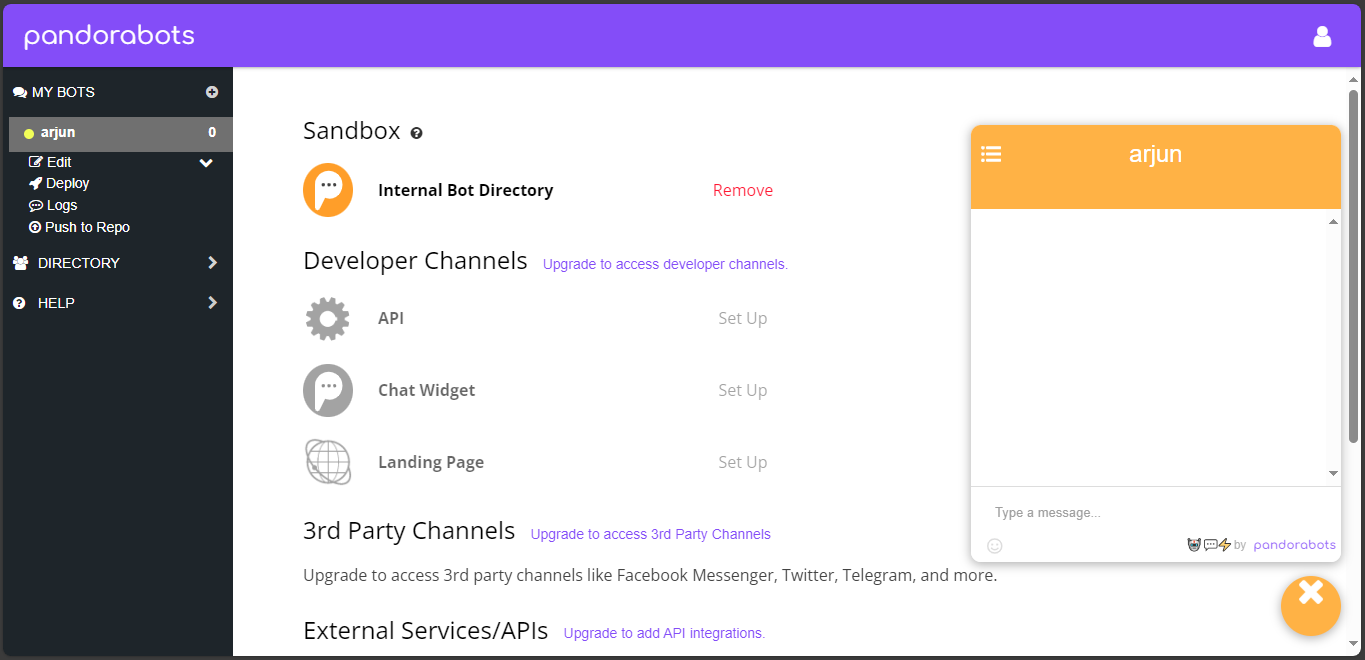 pandorabots
MY BOTS
arjun 0
Edit
Deploy
Logs
Push to Repo
DIRECTORY
HELP
Sandbox
Internal Bot Directory Remove
Developer Channels Upgrade to access developer channels.
API Set Up
Chat Widget Set Up
Landing Page Set Up
3rd Party Channels Upgrade to access 3rd Party Channels
Upgrade to access 3rd party channels like Facebook Messenger, Twitter, Telegram, and more.
External Services/APIs Upgrade to add API integrations.
arjun
Type a message...
by pandorabots